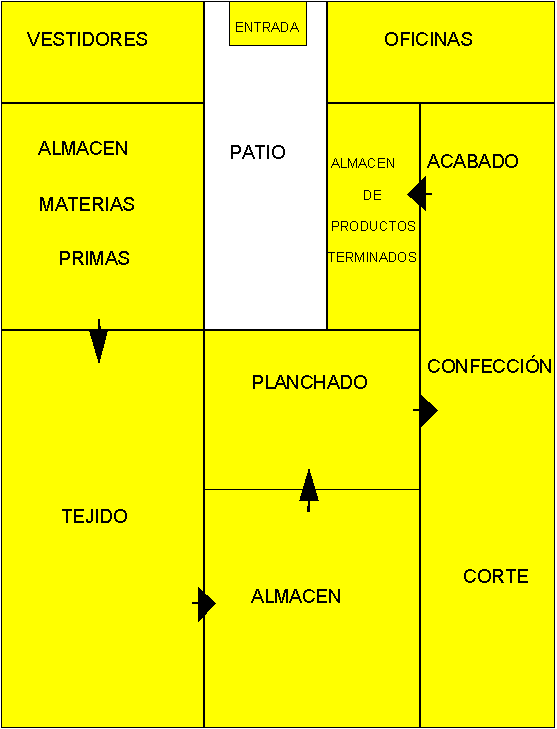 ENTRADA
VESTIDORES
OFICINAS
ALMACEN
MATERIAS
PRIMAS
PATIO
ALMACEN
DE
PRODUCTOS
TERMINADOS
ACABADO
CONFECCIÓN
PLANCHADO
TEJIDO
CORTE
ALMACEN